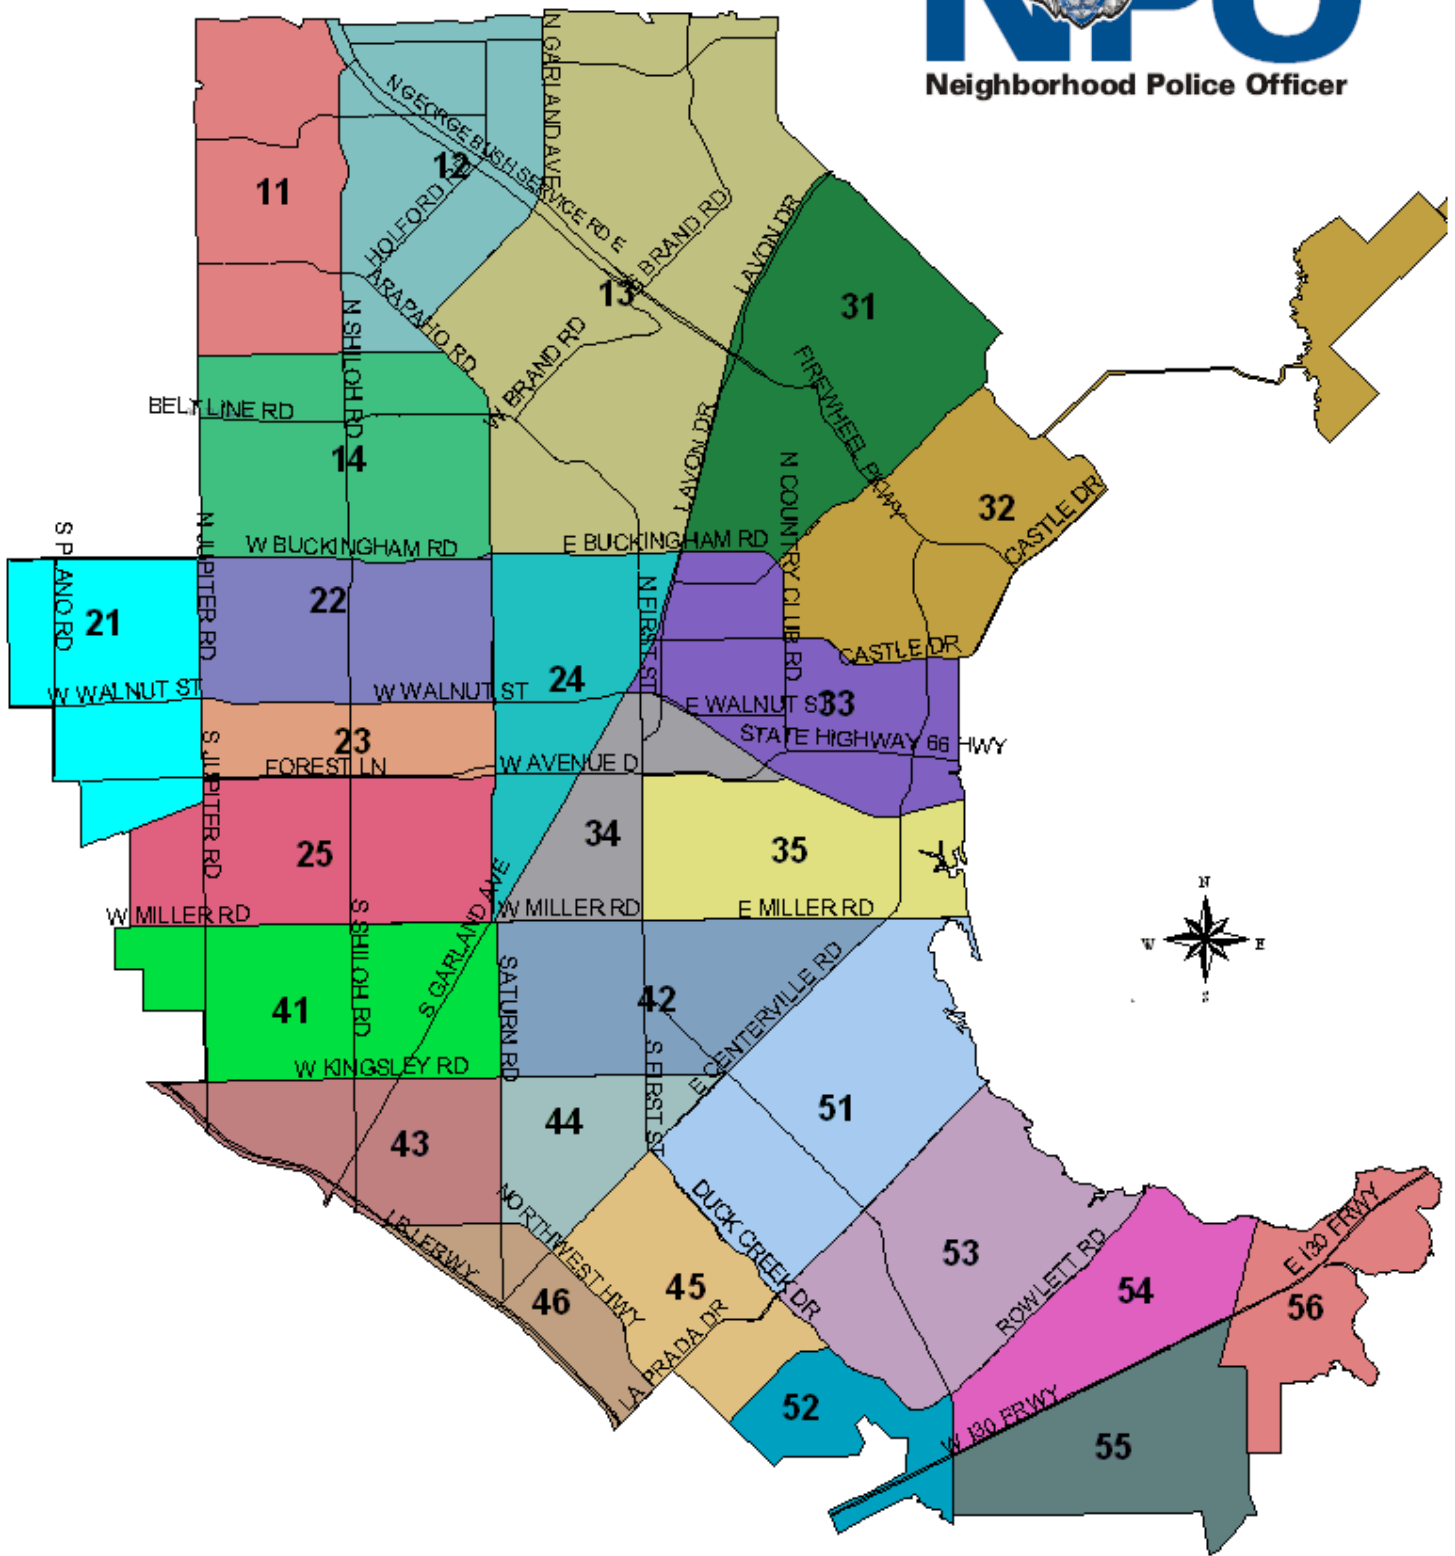 NPO
Neighborhood Police Officer
N GARLAND AVE
N GEORGE BUSH SERVICE RD E
12
11
HOLFORD RD
BRAND RD
LAVON DR
ARAPAHO RD
13
31
N SHILOH RD
W BRAND RD
FIREWHEEL PKWY
BELT LINE RD
LAVON DR
14
N COUNTRY CLUB RD
32
CASTLE DR
S PLANO RD
N JUPITER RD
W BUCKINGHAM RD
E BUCKINGHAM RD
21
22
N FIRST ST
CASTLE DR
W WALNUT ST
W WALNUT ST
24
E WALNUT ST
33
STATE HIGHWAY 66 HWY
23
FOREST LN
W AVENUE D
S JUPITER RD
34
35
25
W MILLER RD
W MILLER RD
E MILLER RD
S SHILOH RD
S GARLAND AVE
N
W
E
S
SATURN RD
42
E CENTERVILLE RD
41
W KINGSLEY RD
S FIRST ST
51
44
43
NORTHWEST HWY
DUCK CREEK DR
LBJ FRWY
53
ROWLETT RD
E I30 FRWY
46
45
54
56
LA PRADA DR
52
W I30 FRWY
55